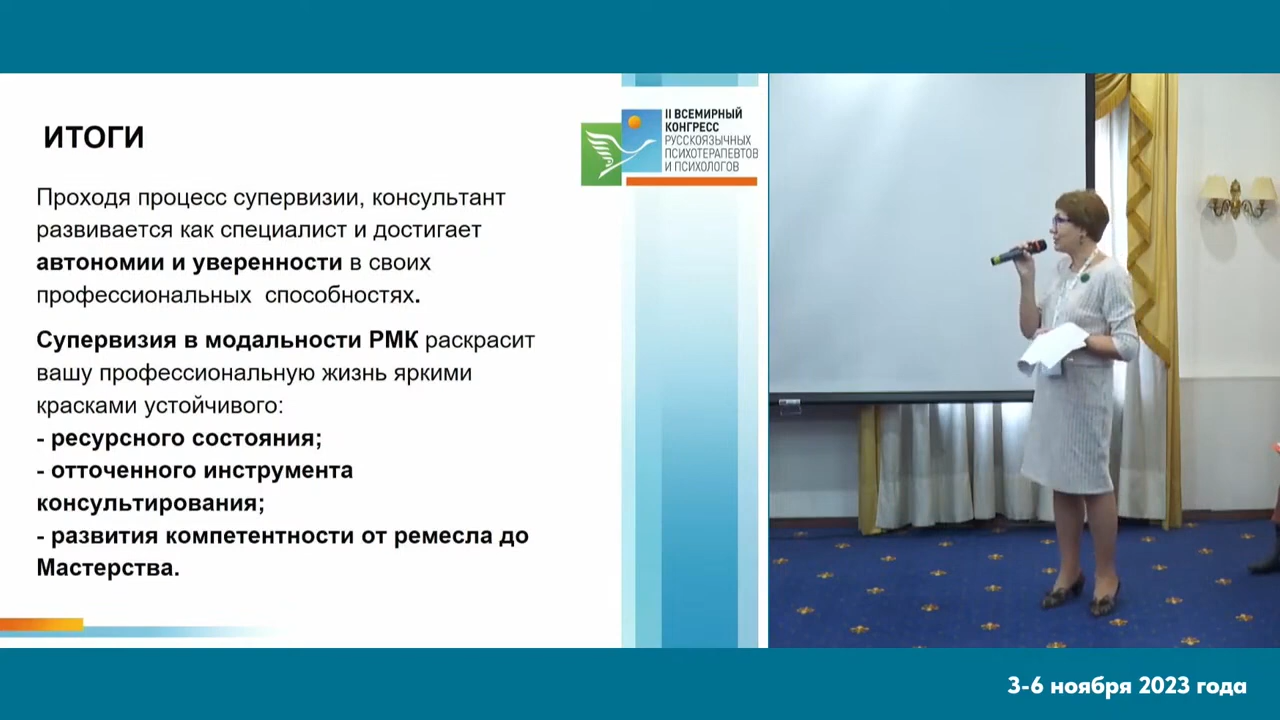 ИТОГИ
II ВСЕМИРНЫЙ
КОНГРЕСС
РУССКОЯЗЫЧНЫХ
ПСИХОТЕРАПЕВТОВ
И ПСИХОЛОГОВ
Проходя процесс супервизии, консультант
развивается как специалист и достигает
автономии и уверенности в своих
профессиональных способностях.
Супервизия в модальности РМК раскрасит
вашу профессиональную жизнь яркими
красками устойчивого:
- ресурсного состояния;
- отточенного инструмента
консультирования;
- развития компетентности от ремесла до
Мастерства.
3-6 ноября 2023 года